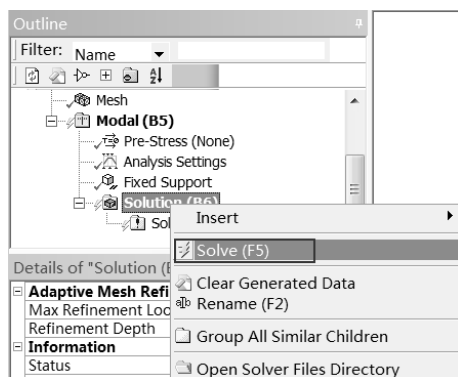 Outline
Filter: Name
Mesh
Modal (B5)
Pre-Stress (None)
Analysis Settings
Fixed Support
Solution (B6)
Sol
Insert
Solve (F5)
Clear Generated Data
Rename (F2)
Group All Similar Children
Open Solver Files Directory
Details of "Solution (
Adaptive Mesh Refi
Max Refinement Loo
Refinement Depth
Information
Status